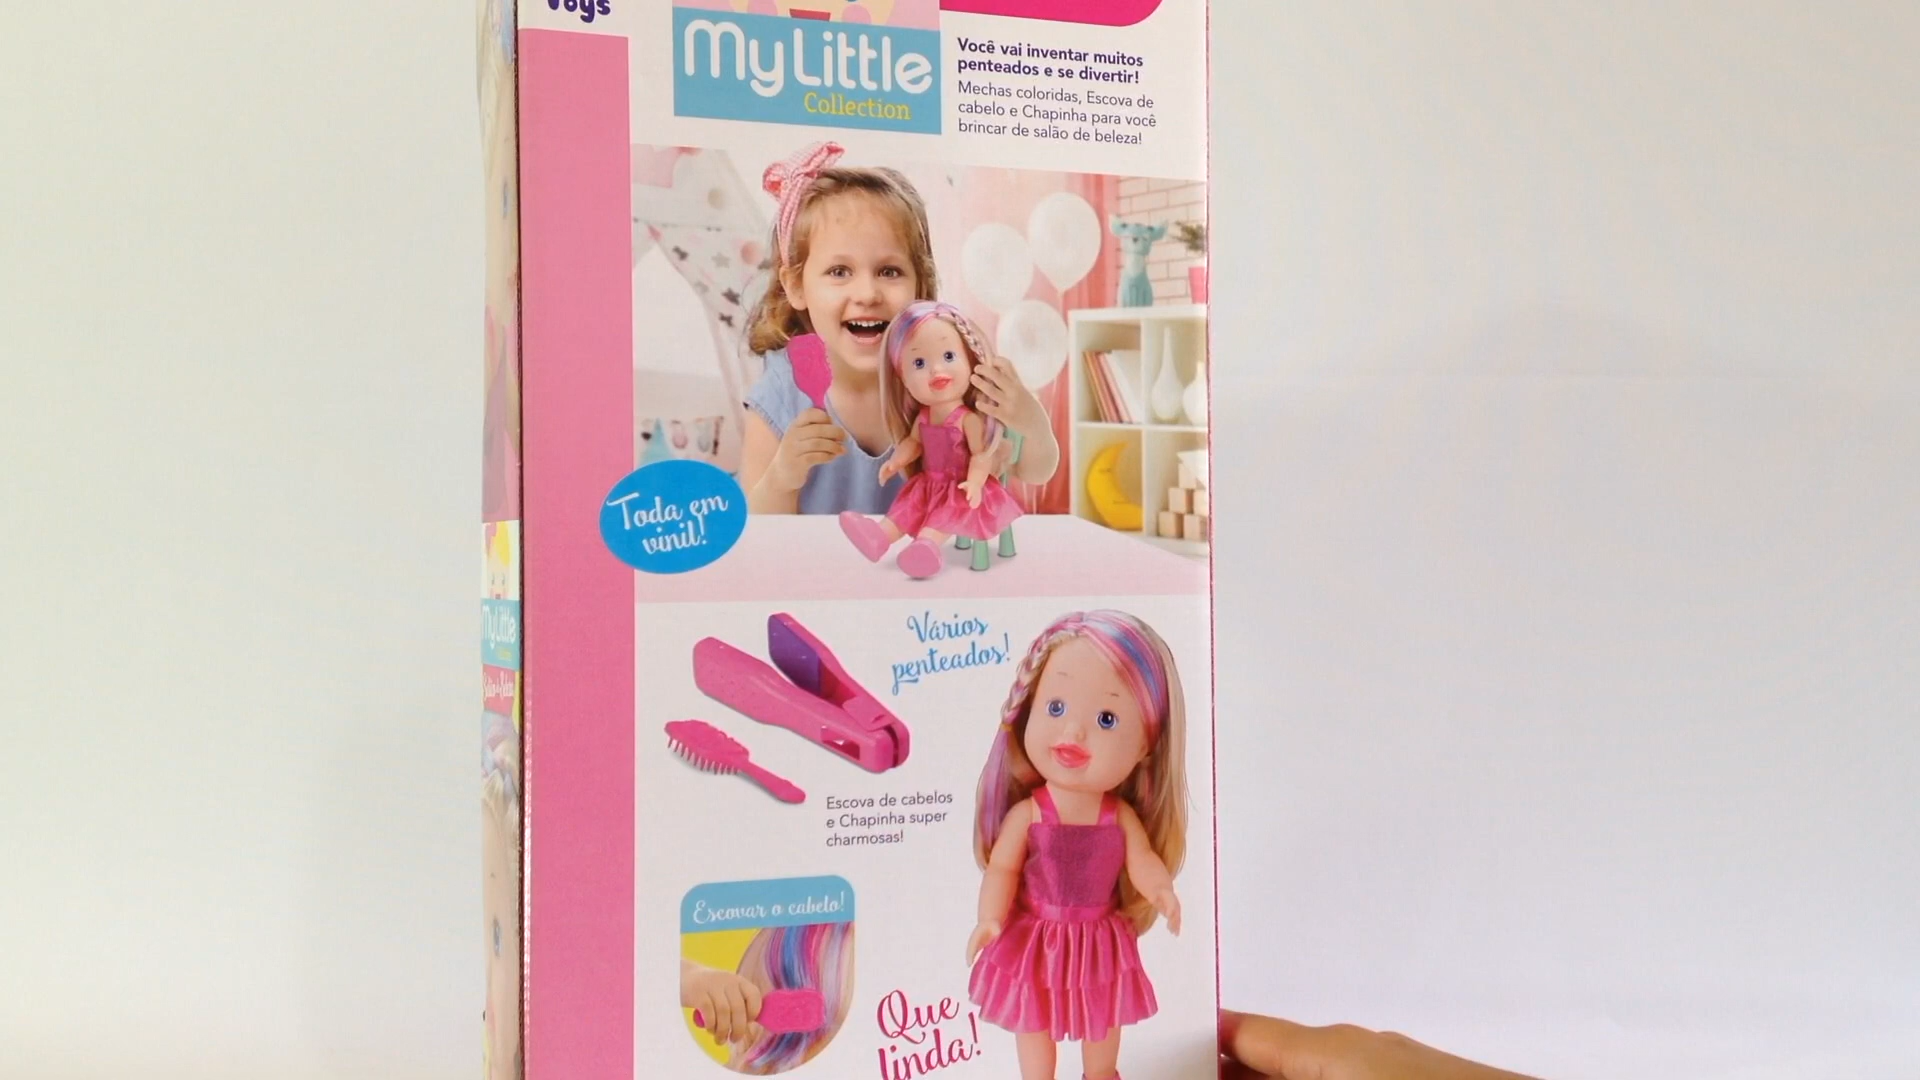 Toys
My Little
Collection
Você vai inventar muitos
penteados e se divertir!
Mechas coloridas, Escova de
cabelo e Chapinha para você
brincar de salão de beleza!
Toda em
vinil!
Vários
penteados!
My Little
Escova de cabelos
e Chapinha super
charmosas!
Escovar o cabelo!
Que
linda!